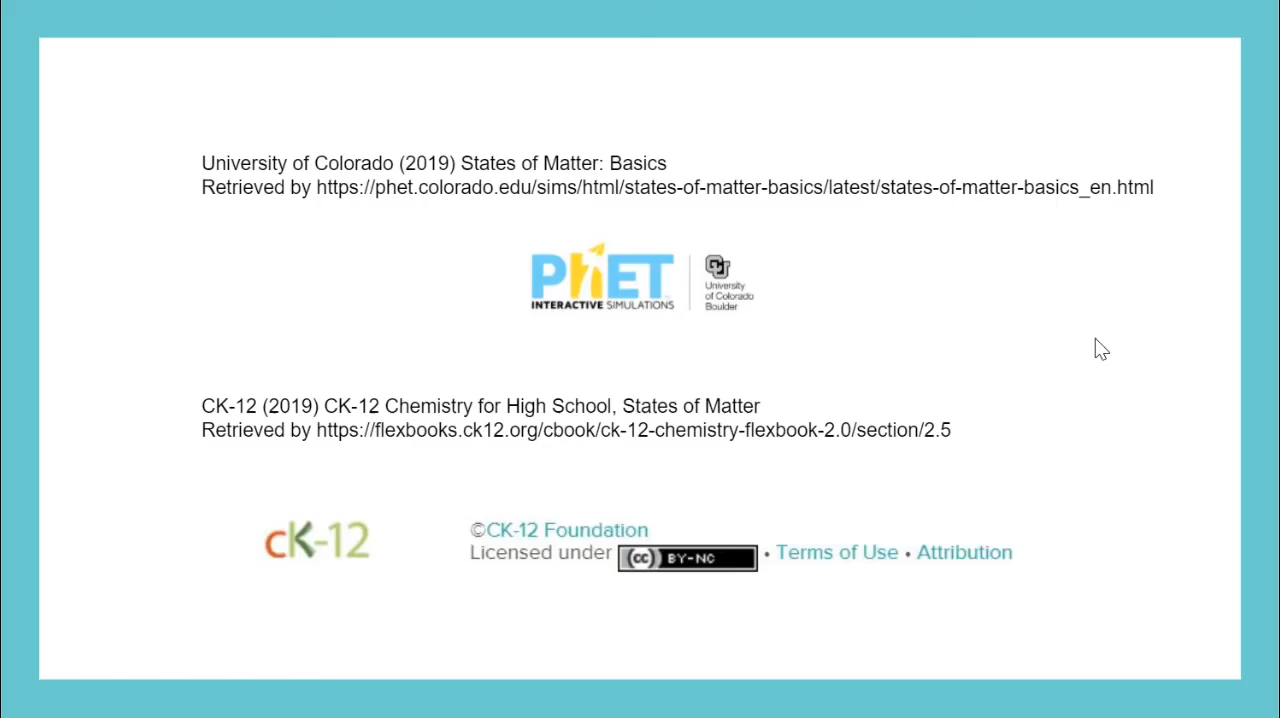 University of Colorado (2019) States of Matter: Basics
Retrieved by https://phet.colorado.edu/sims/html/states-of-matter-basics/latest/states-of-matter-basics_en.html
PhET
INTERACTIVE SIMULATIONS
CU
University
of Colorado
Boulder
CK-12 (2019) CK-12 Chemistry for High School, States of Matter
Retrieved by https://flexbooks.ck12.org/cbook/ck-12-chemistry-flexbook-2.0/section/2.5
cK-12
©CK-12 Foundation
Licensed under (cc) BY-NC • Terms of Use • Attribution